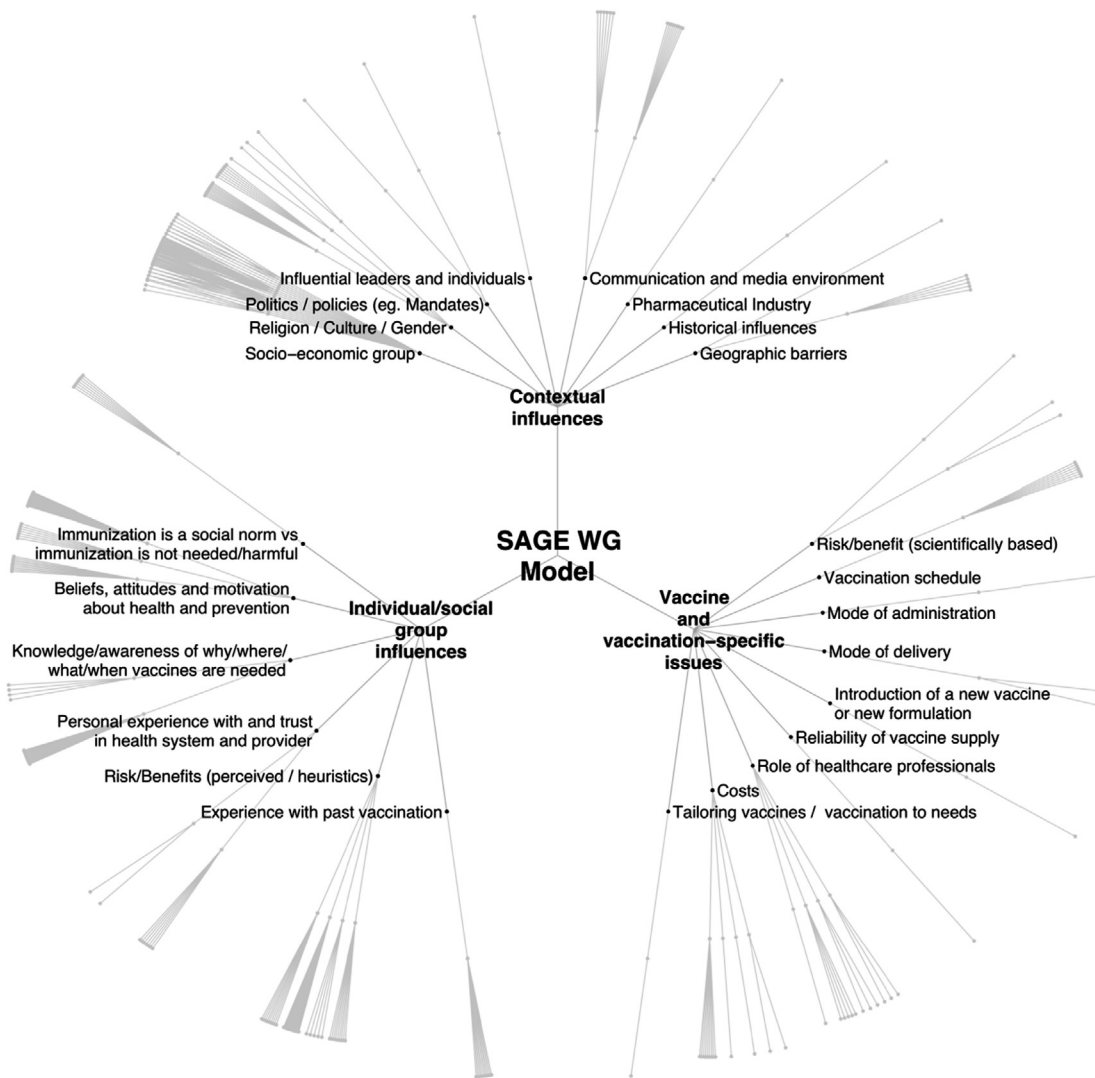 Influential leaders and individuals
Politics / policies (eg. Mandates)
Religion / Culture / Gender
Socio−economic group
Communication and media environment
Pharmaceutical Industry
Historical influences
Geographic barriers
Contextual
influences
SAGE WG
Model
Immunization is a social norm vs
immunization is not needed/harmful
Beliefs, attitudes and motivation
about health and prevention
Knowledge/awareness of why/where/
what/when vaccines are needed
Personal experience with and trust
in health system and provider
Risk/Benefits (perceived / heuristics)
Experience with past vaccination
Individual/social
group
influences
Vaccine
and
vaccination−specific
issues
Risk/benefit (scientifically based)
Vaccination schedule
Mode of administration
Mode of delivery
Introduction of a new vaccine
or new formulation
Reliability of vaccine supply
Role of healthcare professionals
Costs
Tailoring vaccines /  vaccination to needs